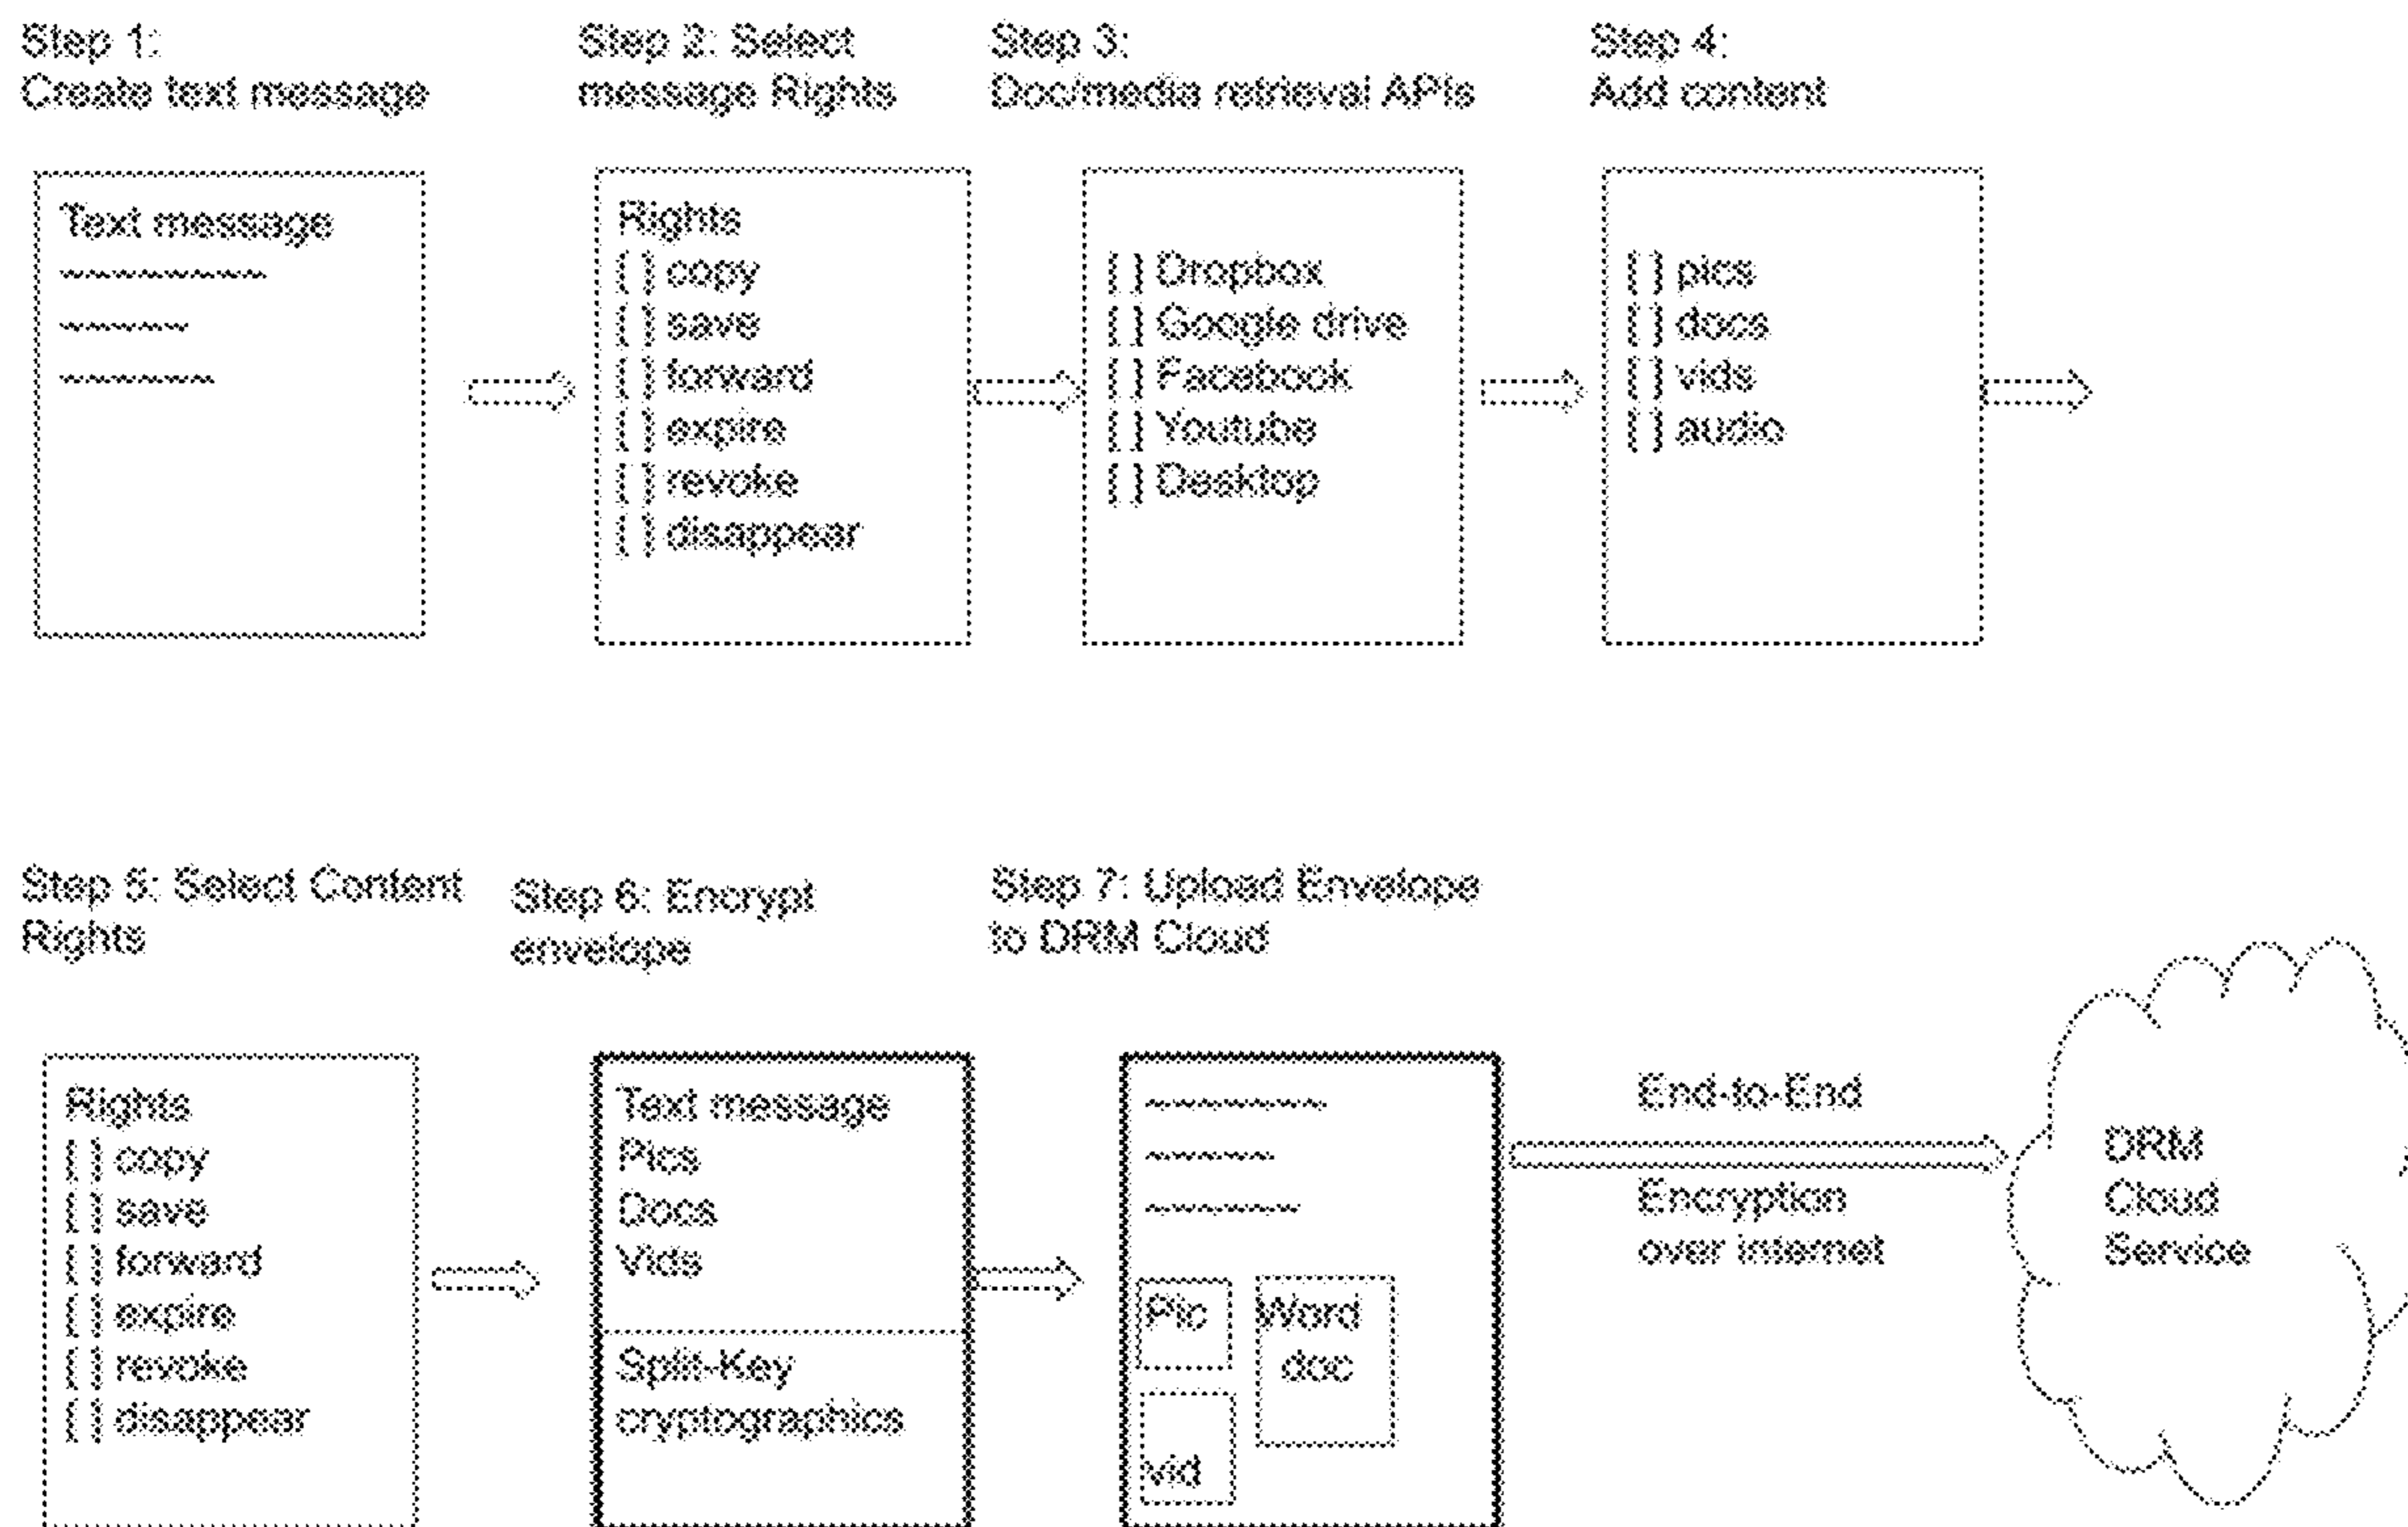 Step 1:
Create text message
Step 2: Select
message Rights
Step 3:
Doc/media retrieval APIs
Step 4:
Add content
Text message
Rights
[ ] copy
[ ] save
[ ] forward
[ ] expire
[ ] revoke
[ ] disappear
[ ] Dropbox
[ ] Google drive
[ ] Facebook
[ ] Youtube
[ ] Desktop
[ ] pics
[ ] docs
[ ] vids
[ ] audio
Step 5: Select Content
Rights
Step 6: Encrypt
envelope
Step 7: Upload Envelope
to DRM Cloud
Rights
[ ] copy
[ ] save
[ ] forward
[ ] expire
[ ] revoke
[ ] disappear
Text message
Pics
Docs
Vids
Split-Key
cryptographics
Pic
Word
doc
vid
End-to-End
Encryption
over internet
DRM
Cloud
Service